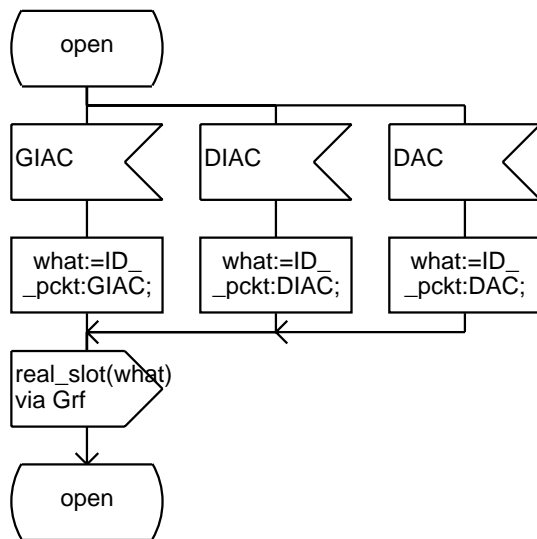 open
GIAC
DIAC
DAC
what:=ID_
_pckt:GIAC;
what:=ID_
_pckt:DIAC;
what:=ID_
_pckt:DAC;
real_slot(what)
via Grf
open